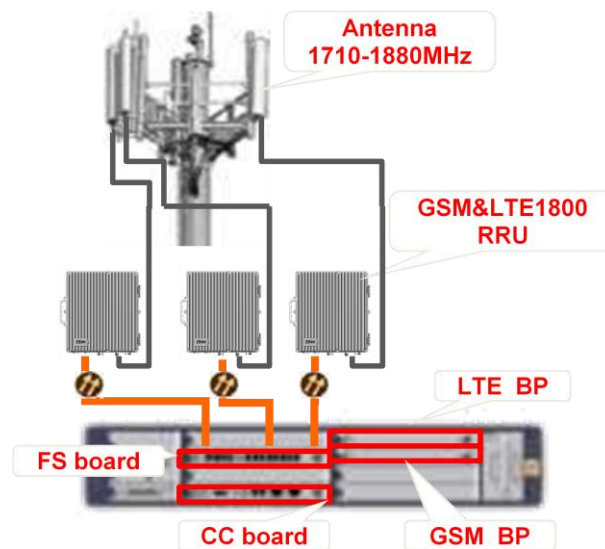 Antenna
1710-1880MHz
GSM&LTE1800
RRU
LTE BP
FS board
CC board
GSM BP